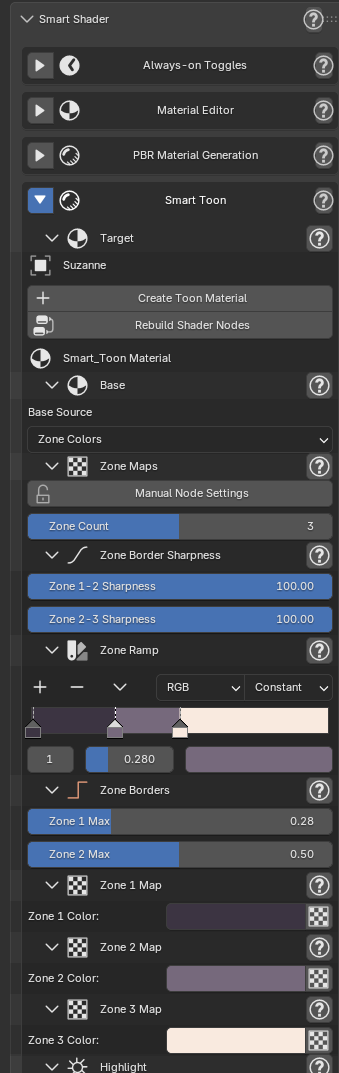 Smart Shader
Always-on Toggles
Material Editor
PBR Material Generation
Smart Toon
Target
Suzanne
Create Toon Material
Rebuild Shader Nodes
Smart_Toon Material
Base
Base Source
Zone Colors
Zone Maps
Manual Node Settings
Zone Count 3
Zone Border Sharpness
Zone 1-2 Sharpness 100.00
Zone 2-3 Sharpness 100.00
Zone Ramp
RGB Constant
1 0.280
Zone Borders
Zone 1 Max 0.28
Zone 2 Max 0.50
Zone 1 Map
Zone 1 Color:
Zone 2 Map
Zone 2 Color:
Zone 3 Map
Zone 3 Color:
Highlight